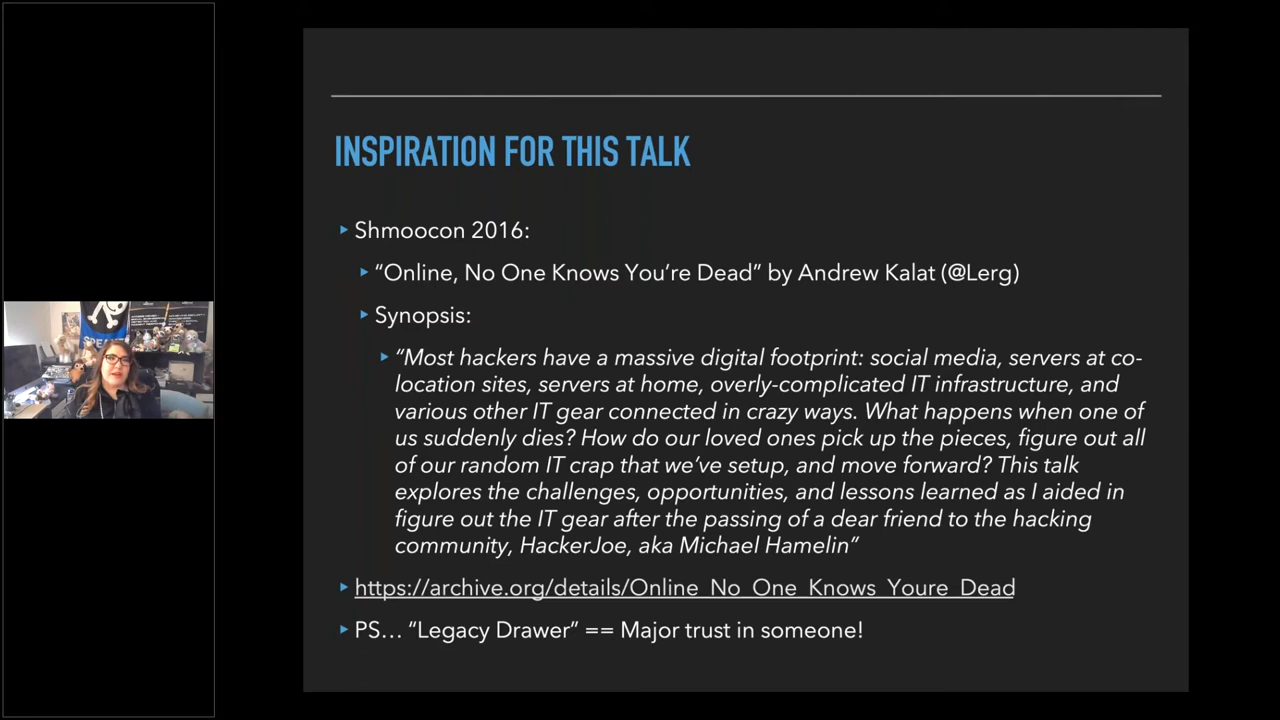 INSPIRATION FOR THIS TALK
▸ Shmoocon 2016:
▸ “Online, No One Knows You’re Dead” by Andrew Kalat (@Lerg)
▸ Synopsis:
▸ “Most hackers have a massive digital footprint: social media, servers at co-
location sites, servers at home, overly-complicated IT infrastructure, and
various other IT gear connected in crazy ways. What happens when one of
us suddenly dies? How do our loved ones pick up the pieces, figure out all
of our random IT crap that we’ve setup, and move forward? This talk
explores the challenges, opportunities, and lessons learned as I aided in
figure out the IT gear after the passing of a dear friend to the hacking
community, HackerJoe, aka Michael Hamelin”
▸ https://archive.org/details/Online_No_One_Knows_Youre_Dead
▸ PS… “Legacy Drawer” == Major trust in someone!